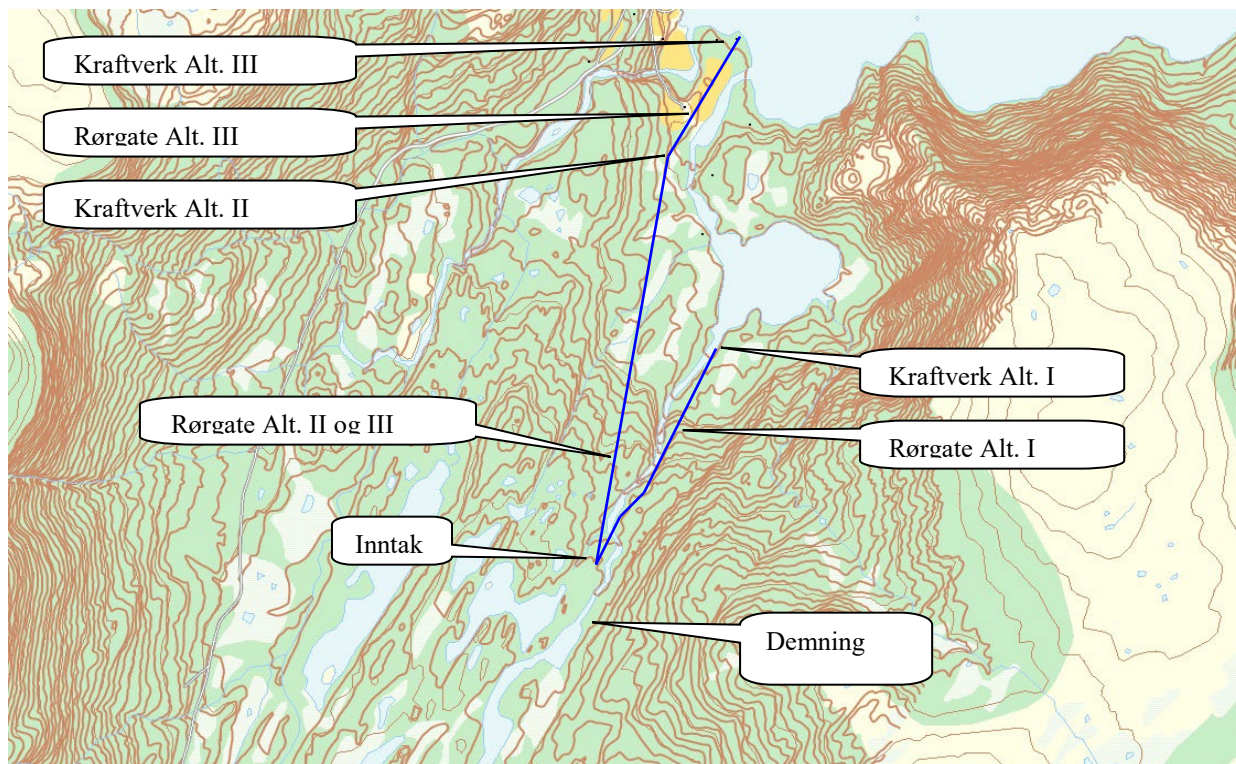 Kraftverk Alt. III
Rørgate Alt. III
Kraftverk Alt. II
Kraftverk Alt. I
Rørgate Alt. II og III
Rørgate Alt. I
Inntak
Demning